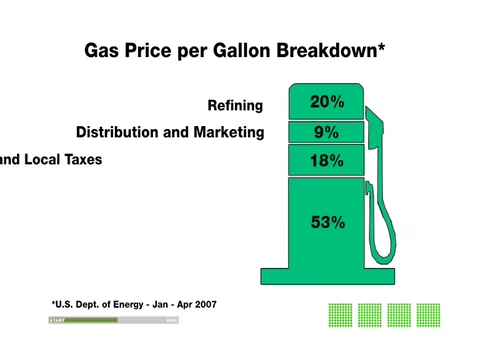 Gas Price per Gallon Breakdown*
Refining 20%
Distribution and Marketing 9%
and Local Taxes 18%
53%
*U.S. Dept. of Energy - Jan - Apr 2007
START